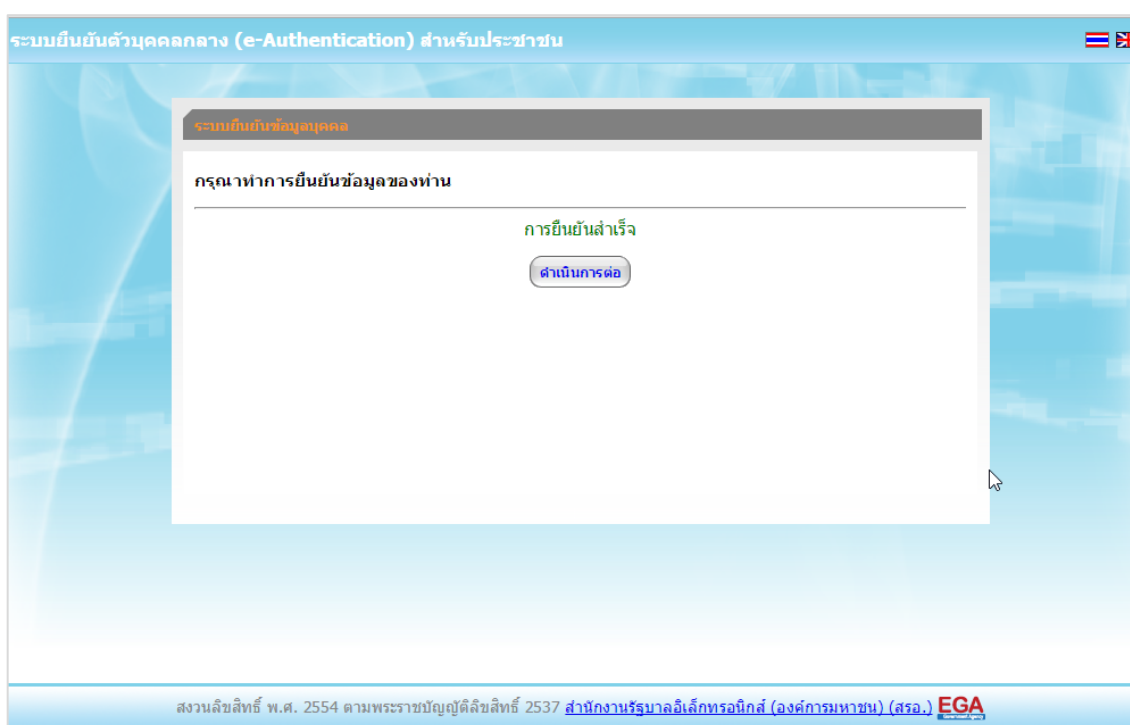 ระบบยืนยันตัวบุคคลกลาง (e-Authentication) สำหรับประชาชน
ระบบยืนยันข้อมูลบุคคล
กรุณาทำการยืนยันข้อมูลของท่าน
การยืนยันสำเร็จ
ดำเนินการต่อ
สงวนลิขสิทธิ์ พ.ศ. 2554 ตามพระราชบัญญัติลิขสิทธิ์ 2537 สำนักงานรัฐบาลอิเล็กทรอนิกส์ (องค์การมหาชน) (สรอ.) EGA